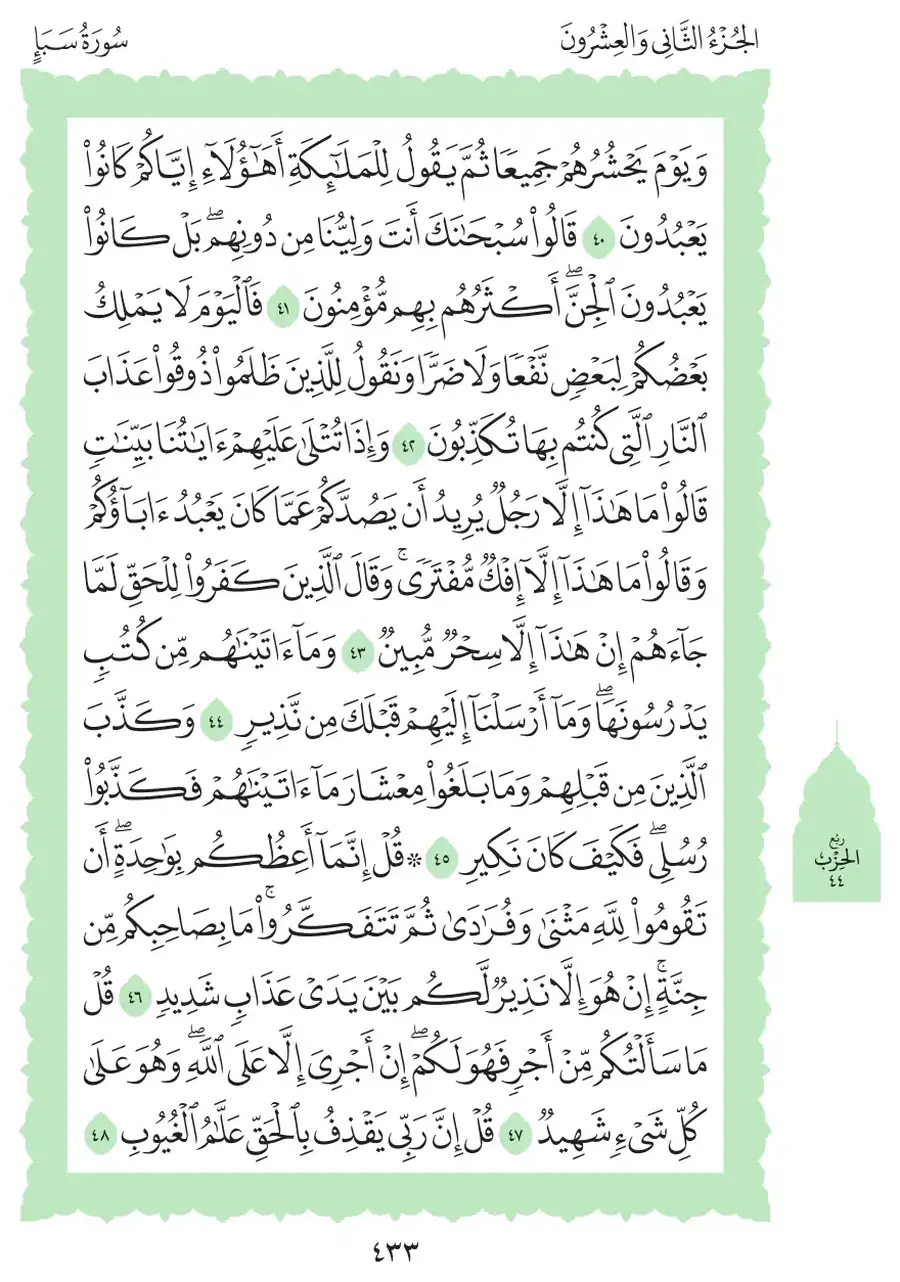 الجُزْءُ الثَّانِي وَالعِشْرُونَ
سُورَةُ سَبَإٍ
وَيَوْمَ يَحْشُرُهُمْ جَمِيعًا ثُمَّ يَقُولُ لِلْمَلَٰٓئِكَةِ أَهَٰٓؤُلَآءِ إِيَّاكُمْ كَانُوا۟
يَعْبُدُونَ ٤٠ قَالُوا۟ سُبْحَٰنَكَ أَنتَ وَلِيُّنَا مِن دُونِهِم ۖ بَلْ كَانُوا۟
يَعْبُدُونَ ٱلْجِنَّ ۖ أَكْثَرُهُم بِهِم مُّؤْمِنُونَ ٤١ فَٱلْيَوْمَ لَا يَمْلِكُ
بَعْضُكُمْ لِبَعْضٍ نَّفْعًا وَلَا ضَرًّا وَنَقُولُ لِلَّذِينَ ظَلَمُوا۟ ذُوقُوا۟ عَذَابَ
ٱلنَّارِ ٱلَّتِى كُنتُم بِهَا تُكَذِّبُونَ ٤٢ وَإِذَا تُتْلَىٰ عَلَيْهِمْ ءَايَٰتُنَا بَيِّنَٰتٍ
قَالُوا۟ مَا هَٰذَآ إِلَّا رَجُلٌ يُرِيدُ أَن يَصُدَّكُمْ عَمَّا كَانَ يَعْبُدُ ءَابَآؤُكُمْ
وَقَالُوا۟ مَا هَٰذَآ إِلَّآ إِفْكٌ مُّفْتَرًى ۚ وَقَالَ ٱلَّذِينَ كَفَرُوا۟ لِلْحَقِّ لَمَّا
جَآءَهُمْ إِنْ هَٰذَآ إِلَّا سِحْرٌ مُّبِينٌ ٤٣ وَمَآ ءَاتَيْنَٰهُم مِّن كُتُبٍ
يَدْرُسُونَهَا ۖ وَمَآ أَرْسَلْنَآ إِلَيْهِمْ قَبْلَكَ مِن نَّذِيرٍ ٤٤ وَكَذَّبَ
ٱلَّذِينَ مِن قَبْلِهِمْ وَمَا بَلَغُوا۟ مِعْشَارَ مَآ ءَاتَيْنَٰهُمْ فَكَذَّبُوا۟
رُسُلِى ۖ فَكَيْفَ كَانَ نَكِيرِ ٤٥ * قُلْ إِنَّمَآ أَعِظُكُم بِوَٰحِدَةٍ ۖ أَن
تَقُومُوا۟ لِلَّهِ مَثْنَىٰ وَفُرَٰدَىٰ ثُمَّ تَتَفَكَّرُوا۟ ۚ مَا بِصَاحِبِكُم مِّن
جِنَّةٍ ۚ إِنْ هُوَ إِلَّا نَذِيرٌ لَّكُم بَيْنَ يَدَىْ عَذَابٍ شَدِيدٍ ٤٦ قُلْ
مَا سَأَلْتُكُم مِّنْ أَجْرٍ فَهُوَ لَكُمْ ۖ إِنْ أَجْرِىَ إِلَّا عَلَى ٱللَّهِ ۖ وَهُوَ عَلَىٰ
كُلِّ شَىْءٍ شَهِيدٌ ٤٧ قُلْ إِنَّ رَبِّى يَقْذِفُ بِٱلْحَقِّ عَلَّٰمُ ٱلْغُيُوبِ ٤٨
رُبْع
الحِزْب
٤٤
٤٣٣